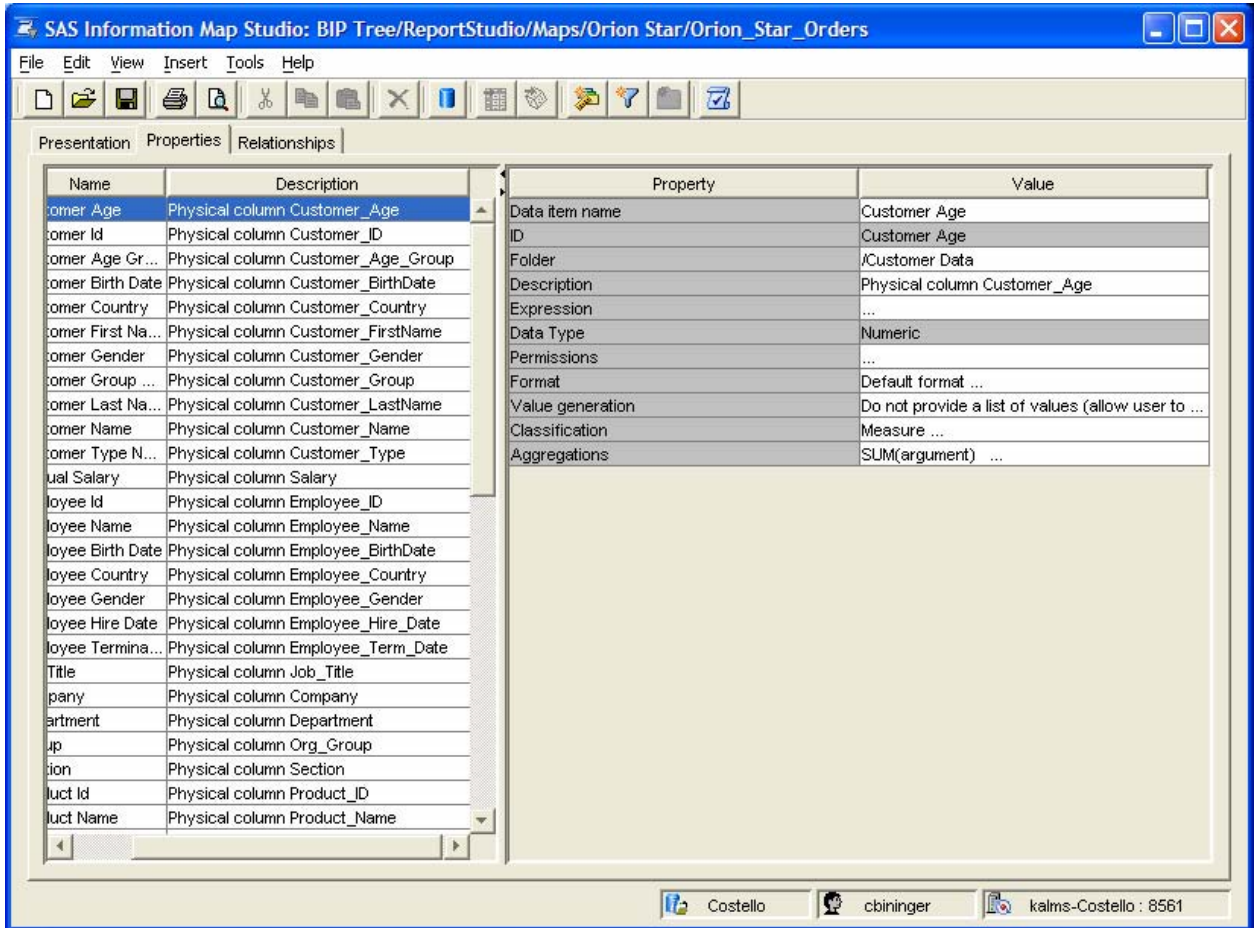 SAS Information Map Studio: BIP Tree/ReportStudio/Maps/Orion Star/Orion_Star_Orders
File Edit View Insert Tools Help
Presentation Properties Relationships
Name Description
tomer Age Physical column Customer_Age
tomer Id Physical column Customer_ID
tomer Age Gr... Physical column Customer_Age_Group
tomer Birth Date Physical column Customer_BirthDate
tomer Country Physical column Customer_Country
tomer First Na... Physical column Customer_FirstName
tomer Gender Physical column Customer_Gender
tomer Group ... Physical column Customer_Group
tomer Last Na... Physical column Customer_LastName
tomer Name Physical column Customer_Name
tomer Type N... Physical column Customer_Type
ual Salary Physical column Salary
loyee Id Physical column Employee_ID
loyee Name Physical column Employee_Name
loyee Birth Date Physical column Employee_BirthDate
loyee Country Physical column Employee_Country
loyee Gender Physical column Employee_Gender
loyee Hire Date Physical column Employee_Hire_Date
loyee Termina... Physical column Employee_Term_Date
Title Physical column Job_Title
pany Physical column Company
artment Physical column Department
up Physical column Org_Group
tion Physical column Section
duct Id Physical column Product_ID
duct Name Physical column Product_Name
Property Value
Data item name Customer Age
ID Customer Age
Folder /Customer Data
Description Physical column Customer_Age
Expression ...
Data Type Numeric
Permissions ...
Format Default format ...
Value generation Do not provide a list of values (allow user to ...
Classification Measure ...
Aggregations SUM(argument) ...
Costello cbininger kalms-Costello : 8561